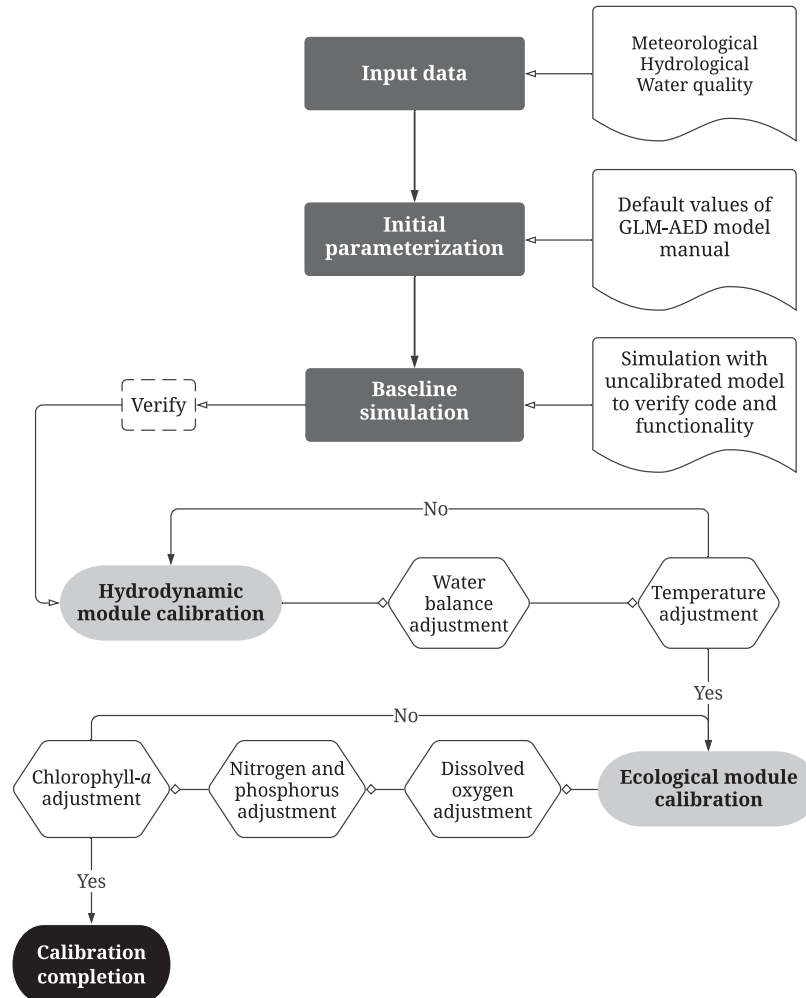 Input data
Meteorological
Hydrological
Water quality
Initial
parameterization
Default values of
GLM-AED model
manual
Verify
Baseline
simulation
Simulation with
uncalibrated model
to verify code and
functionality
No
Hydrodynamic
module calibration
Water
balance
adjustment
Temperature
adjustment
Yes
No
Chlorophyll-a
adjustment
Nitrogen and
phosphorus
adjustment
Dissolved
oxygen
adjustment
Ecological module
calibration
Yes
Calibration
completion